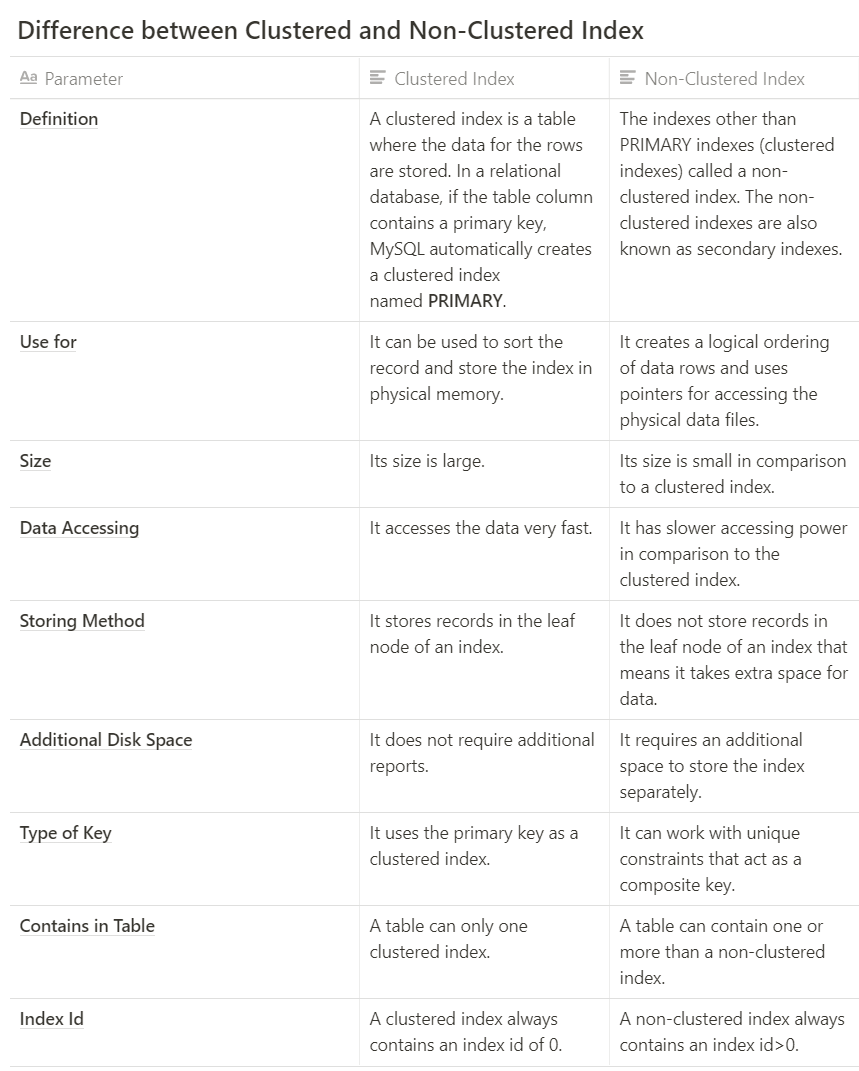 Difference between Clustered and Non-Clustered Index
Aa Parameter
Clustered Index
Non-Clustered Index
Definition
A clustered index is a table
where the data for the rows
are stored. In a relational
database, if the table column
contains a primary key,
MySQL automatically creates
a clustered index
named PRIMARY.
The indexes other than
PRIMARY indexes (clustered
indexes) called a non-
clustered index. The non-
clustered indexes are also
known as secondary indexes.
Use for
It can be used to sort the
record and store the index in
physical memory.
It creates a logical ordering
of data rows and uses
pointers for accessing the
physical data files.
Size
Its size is large.
Its size is small in comparison
to a clustered index.
Data Accessing
It accesses the data very fast.
It has slower accessing power
in comparison to the
clustered index.
Storing Method
It stores records in the leaf
node of an index.
It does not store records in
the leaf node of an index that
means it takes extra space for
data.
Additional Disk Space
It does not require additional
reports.
It requires an additional
space to store the index
separately.
Type of Key
It uses the primary key as a
clustered index.
It can work with unique
constraints that act as a
composite key.
Contains in Table
A table can only one
clustered index.
A table can contain one or
more than a non-clustered
index.
Index Id
A clustered index always
contains an index id of 0.
A non-clustered index always
contains an index id>0.